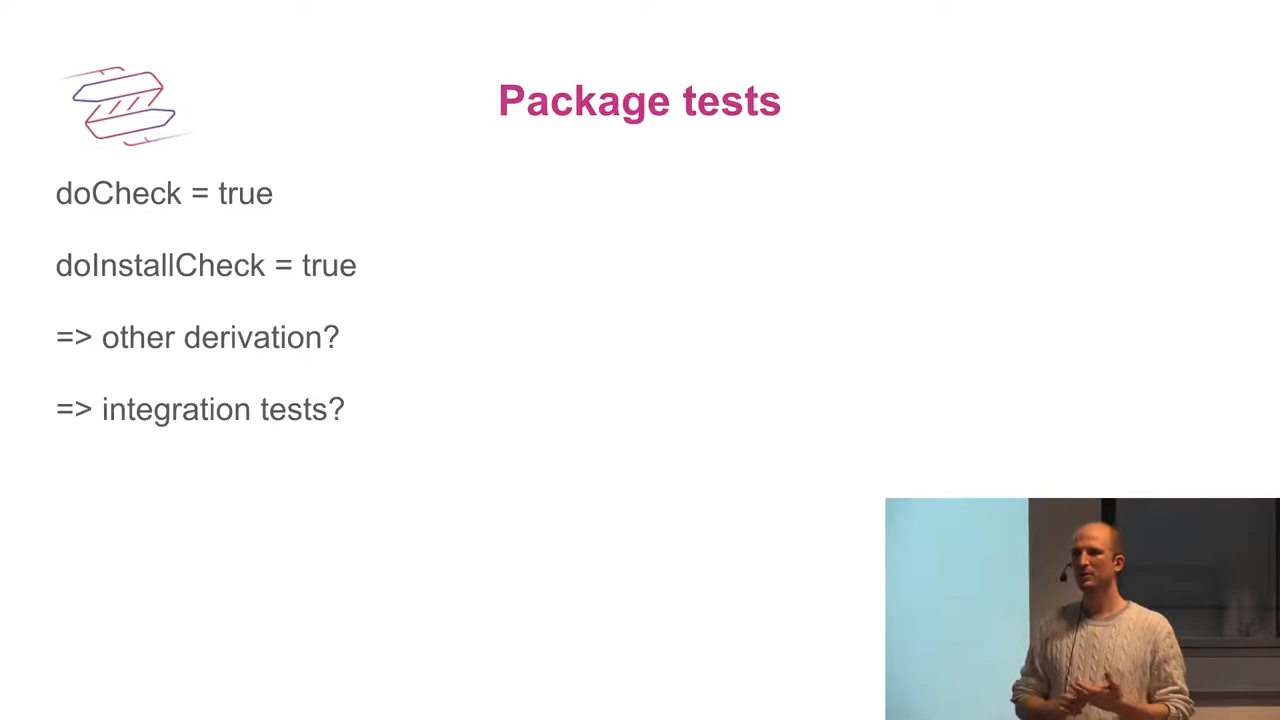 Package tests
doCheck = true
doInstallCheck = true
=> other derivation?
=> integration tests?